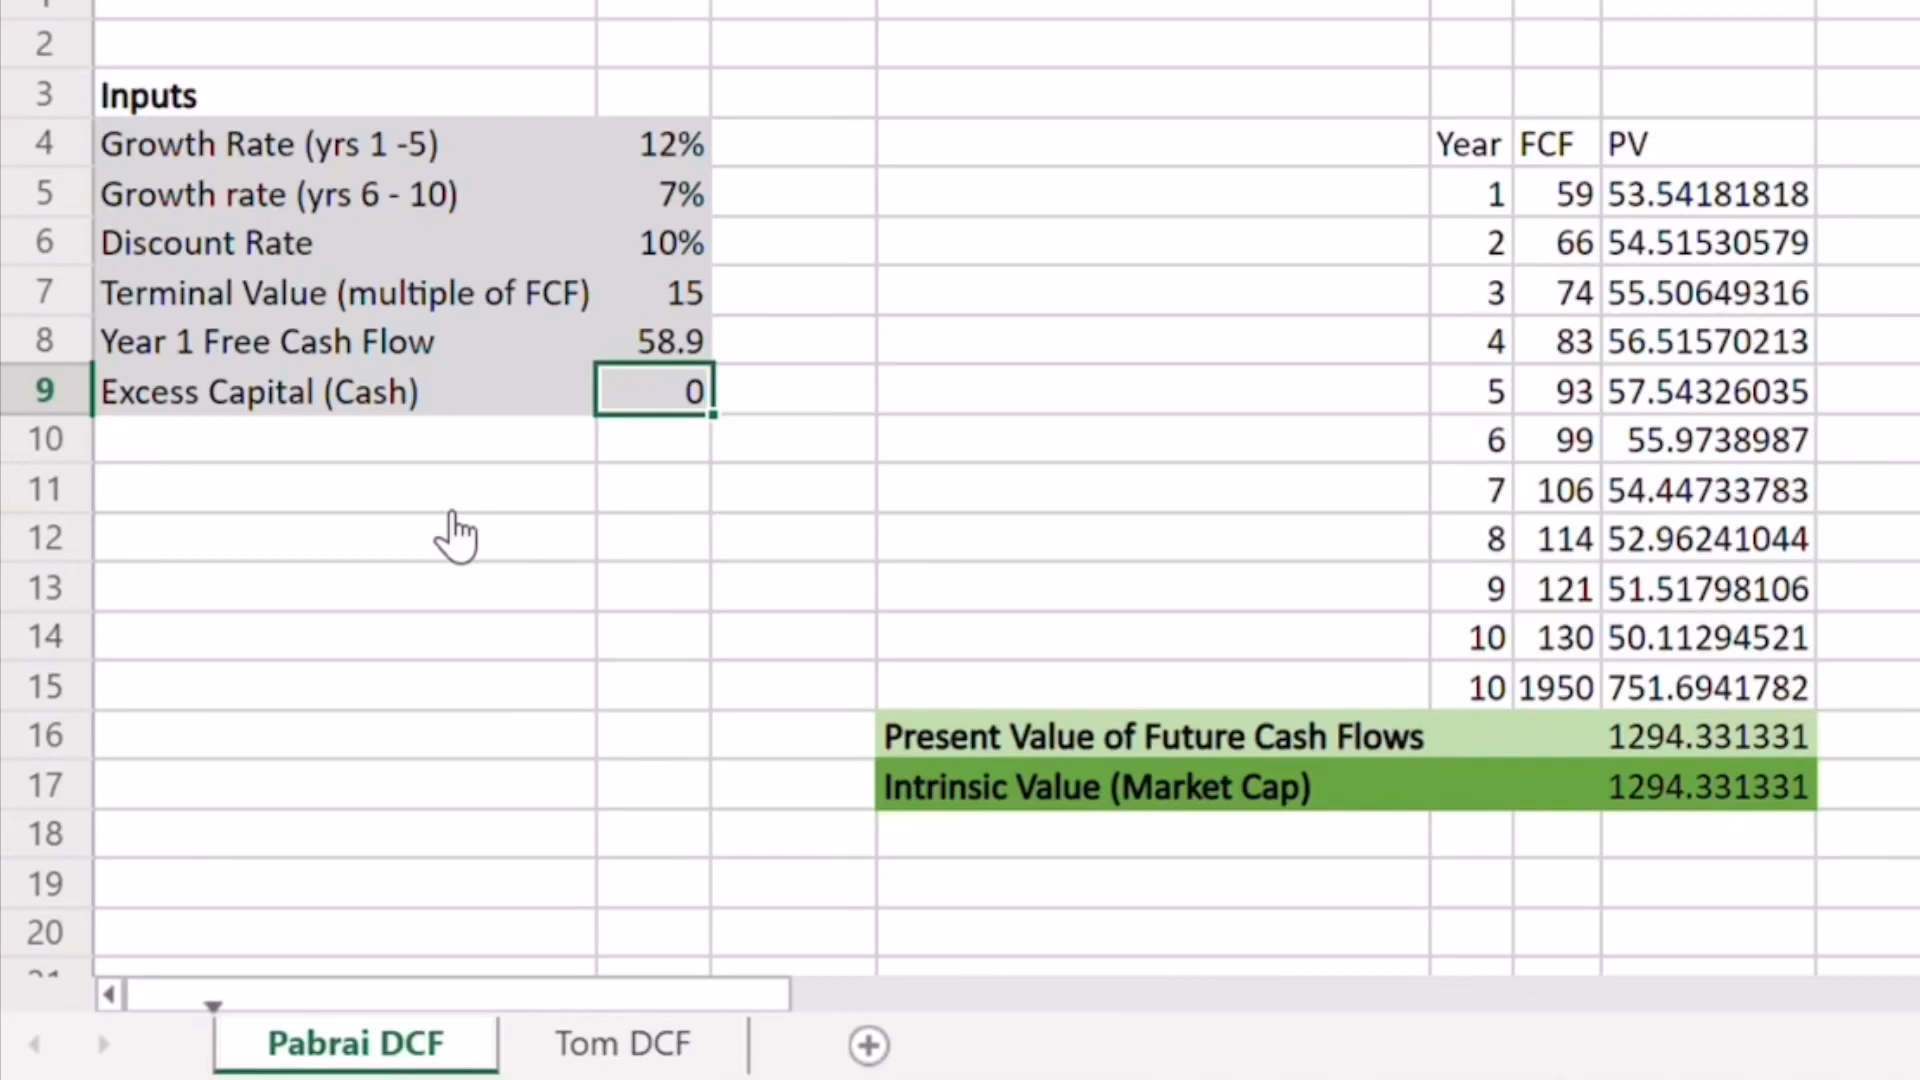 2
3 Inputs
4 Growth Rate (yrs 1 -5) 12% Year FCF PV
5 Growth rate (yrs 6 - 10) 7% 1 59 53.54181818
6 Discount Rate 10% 2 66 54.51530579
7 Terminal Value (multiple of FCF) 15 3 74 55.50649316
8 Year 1 Free Cash Flow 58.9 4 83 56.51570213
9 Excess Capital (Cash) 0 5 93 57.54326035
10 6 99 55.9738987
11 7 106 54.44733783
12 8 114 52.96241044
13 9 121 51.51798106
14 10 130 50.11294521
15 10 1950 751.6941782
16 Present Value of Future Cash Flows 1294.331331
17 Intrinsic Value (Market Cap) 1294.331331
18
19
20
Pabrai DCF Tom DCF